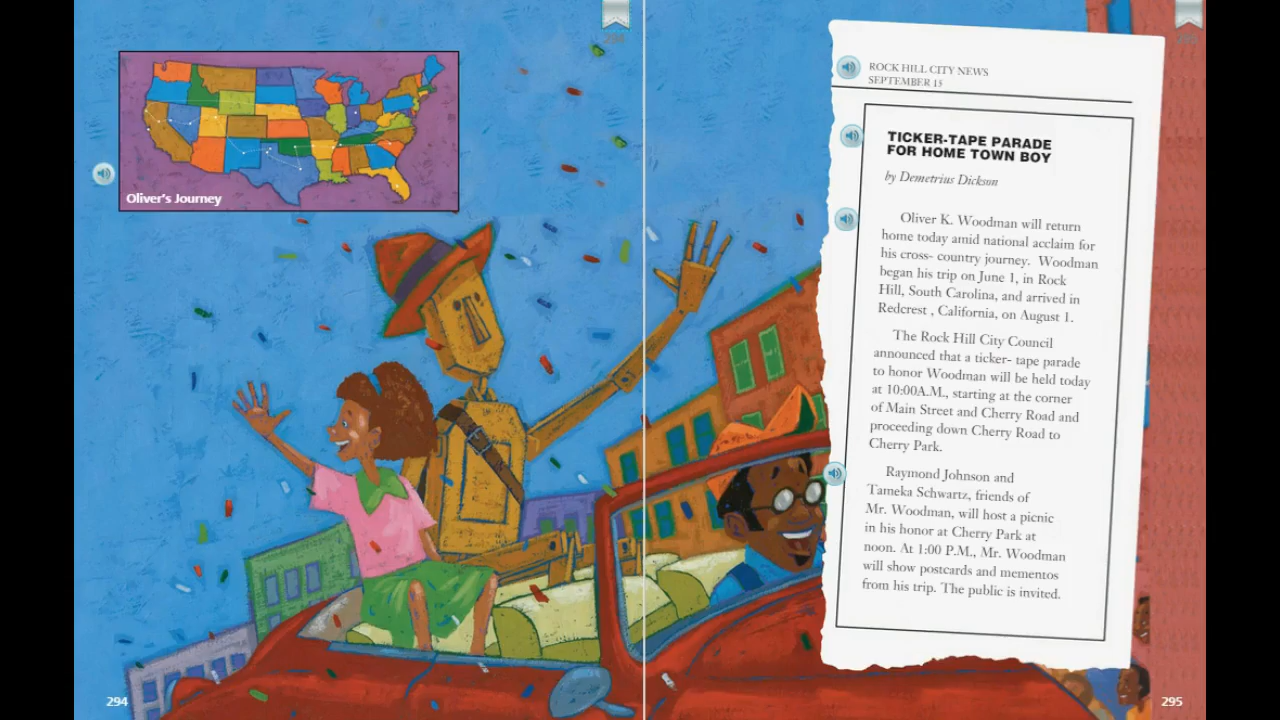 Oliver's Journey
294
ROCK HILL CITY NEWS
SEPTEMBER 15
TICKER-TAPE PARADE
FOR HOME TOWN BOY
by Demetrius Dickson
Oliver K. Woodman will return
home today amid national acclaim for
his cross- country journey. Woodman
began his trip on June 1, in Rock
Hill, South Carolina, and arrived in
Redcrest , California, on August 1.
The Rock Hill City Council
announced that a ticker- tape parade
to honor Woodman will be held today
at 10:00A.M., starting at the corner
of Main Street and Cherry Road and
proceeding down Cherry Road to
Cherry Park.
Raymond Johnson and
Tameka Schwartz, friends of
Mr. Woodman, will host a picnic
in his honor at Cherry Park at
noon. At 1:00 P.M., Mr. Woodman
will show postcards and mementos
from his trip. The public is invited.
295